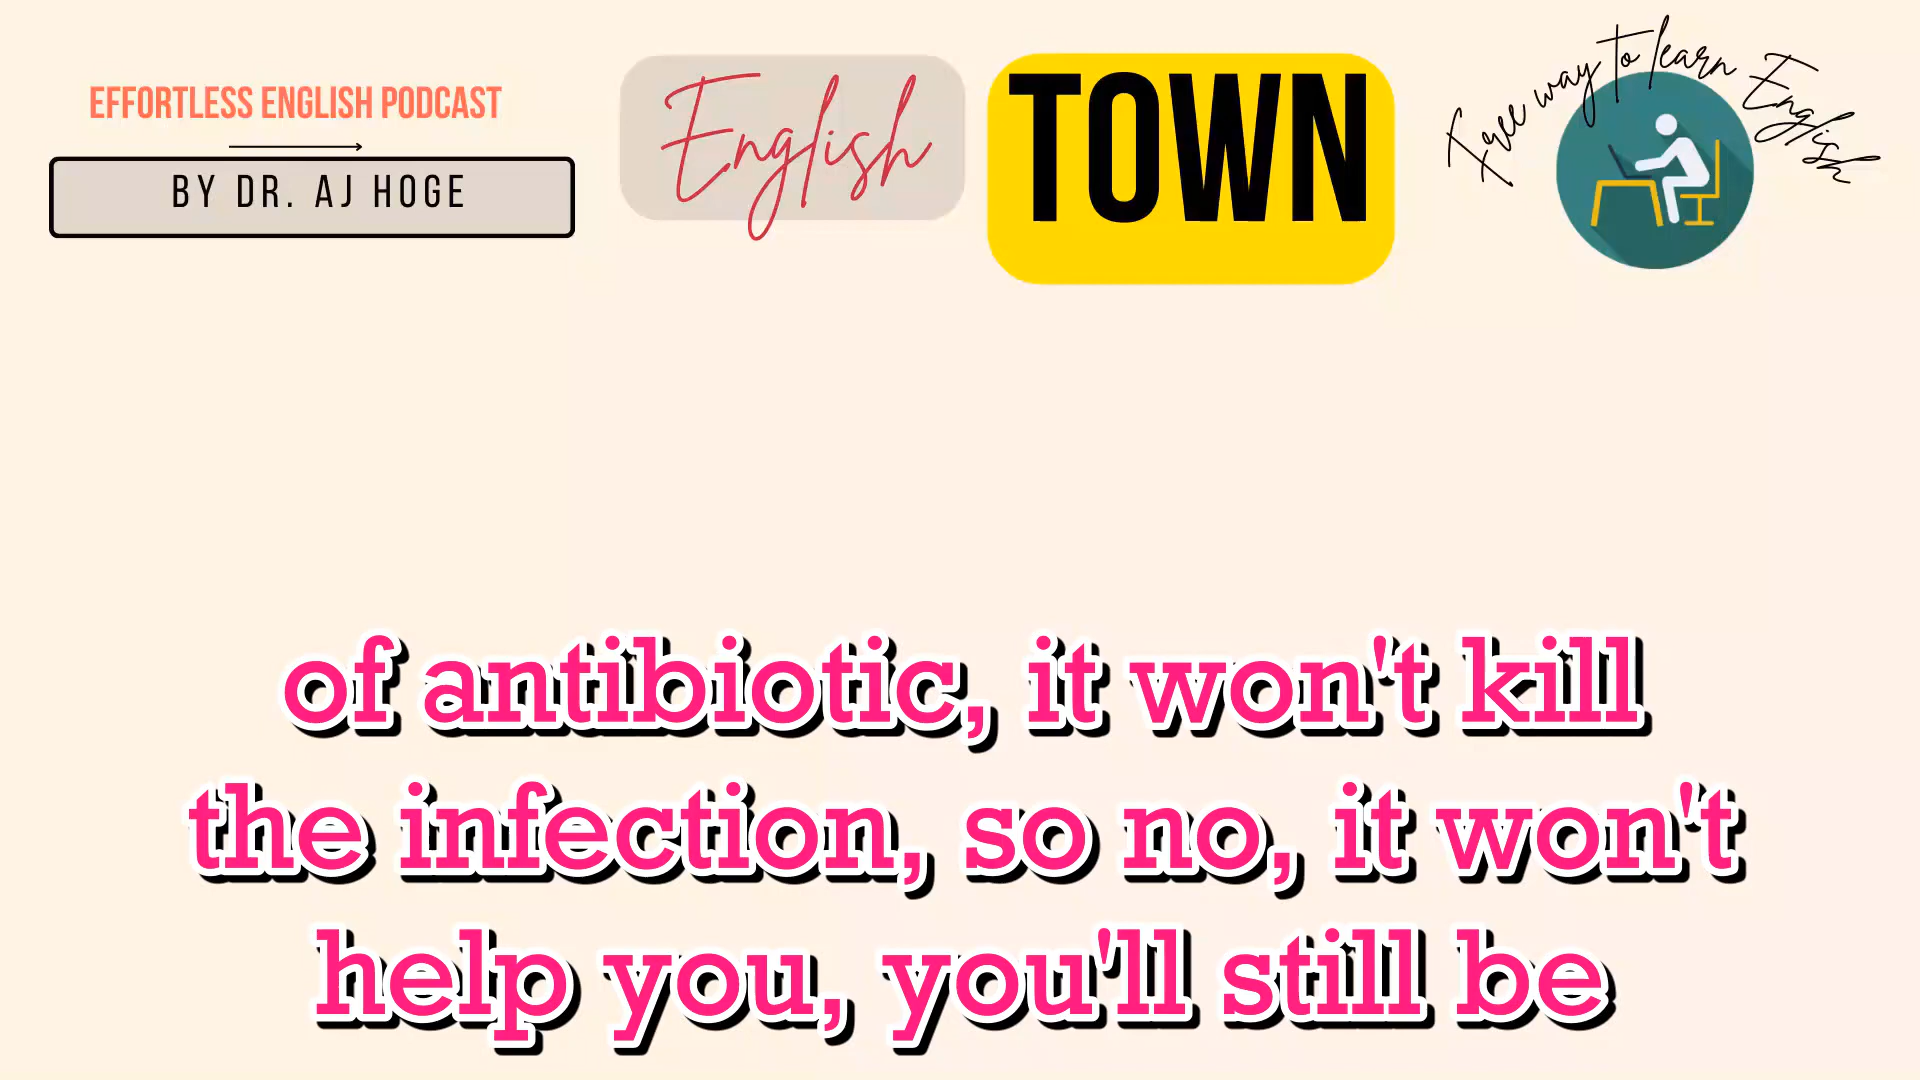 EFFORTLESS ENGLISH PODCAST
BY DR. AJ HOGE
English
TOWN
Free way to learn English
of antibiotic, it won't kill
the infection, so no, it won't
help you, you'll still be